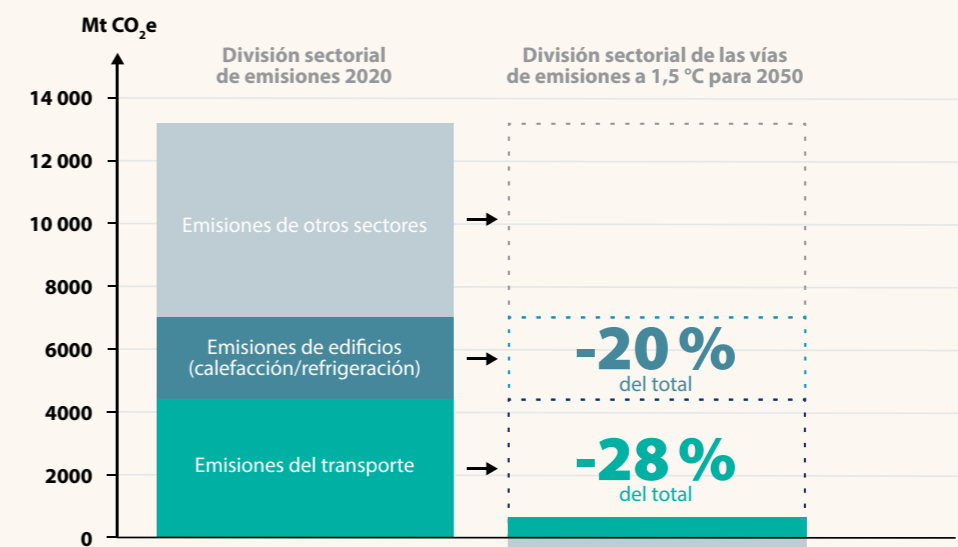 Mt CO₂e
División sectorial
de emisiones 2020
División sectorial de las vías
de emisiones a 1,5 °C para 2050
14 000
12 000
10 000
8000
6000
4000
2000
0
Emisiones de otros sectores
Emisiones de edificios
(calefacción/refrigeración)
Emisiones del transporte
-20 %
del total
-28 %
del total